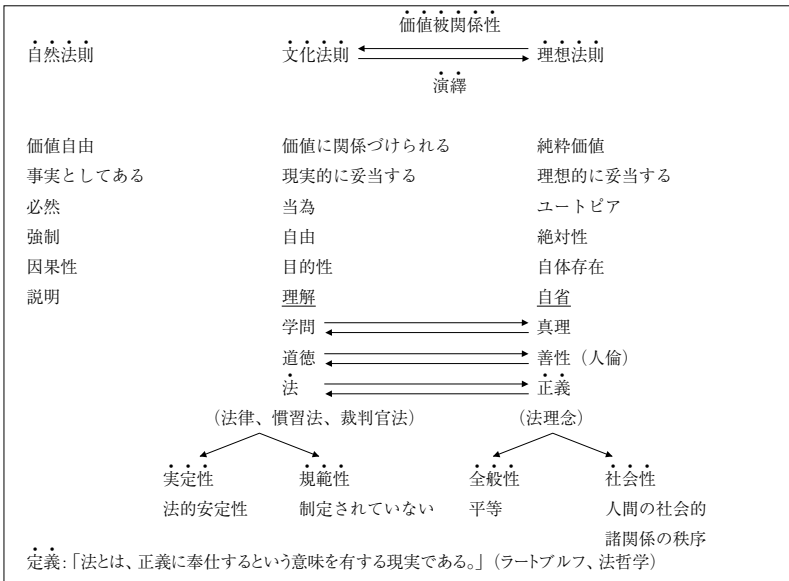 価値被関係性
自然法則 文化法則 理想法則
演繹
価値自由 価値に関係づけられる 純粋価値
事実としてある 現実的に妥当する 理想的に妥当する
必然 当為 ユートピア
強制 自由 絶対性
因果性 目的性 自体存在
説明 理解 自省
学問 真理
道徳 善性（人倫）
法 正義
（法律、慣習法、裁判官法） （法理念）
実定性 規範性 全般性 社会性
法的安定性 制定されていない 平等 人間の社会的
諸関係の秩序
定義：「法とは、正義に奉仕するという意味を有する現実である。」（ラートブルフ、法哲学）